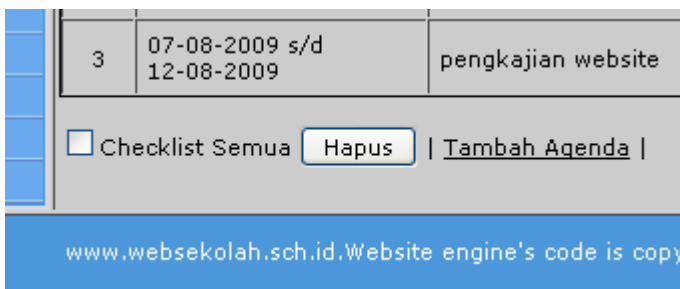 3 07-08-2009 s/d pengkajian website
12-08-2009
Checklist Semua Hapus | Tambah Agenda |
www.websekolah.sch.id.Website engine's code is copy